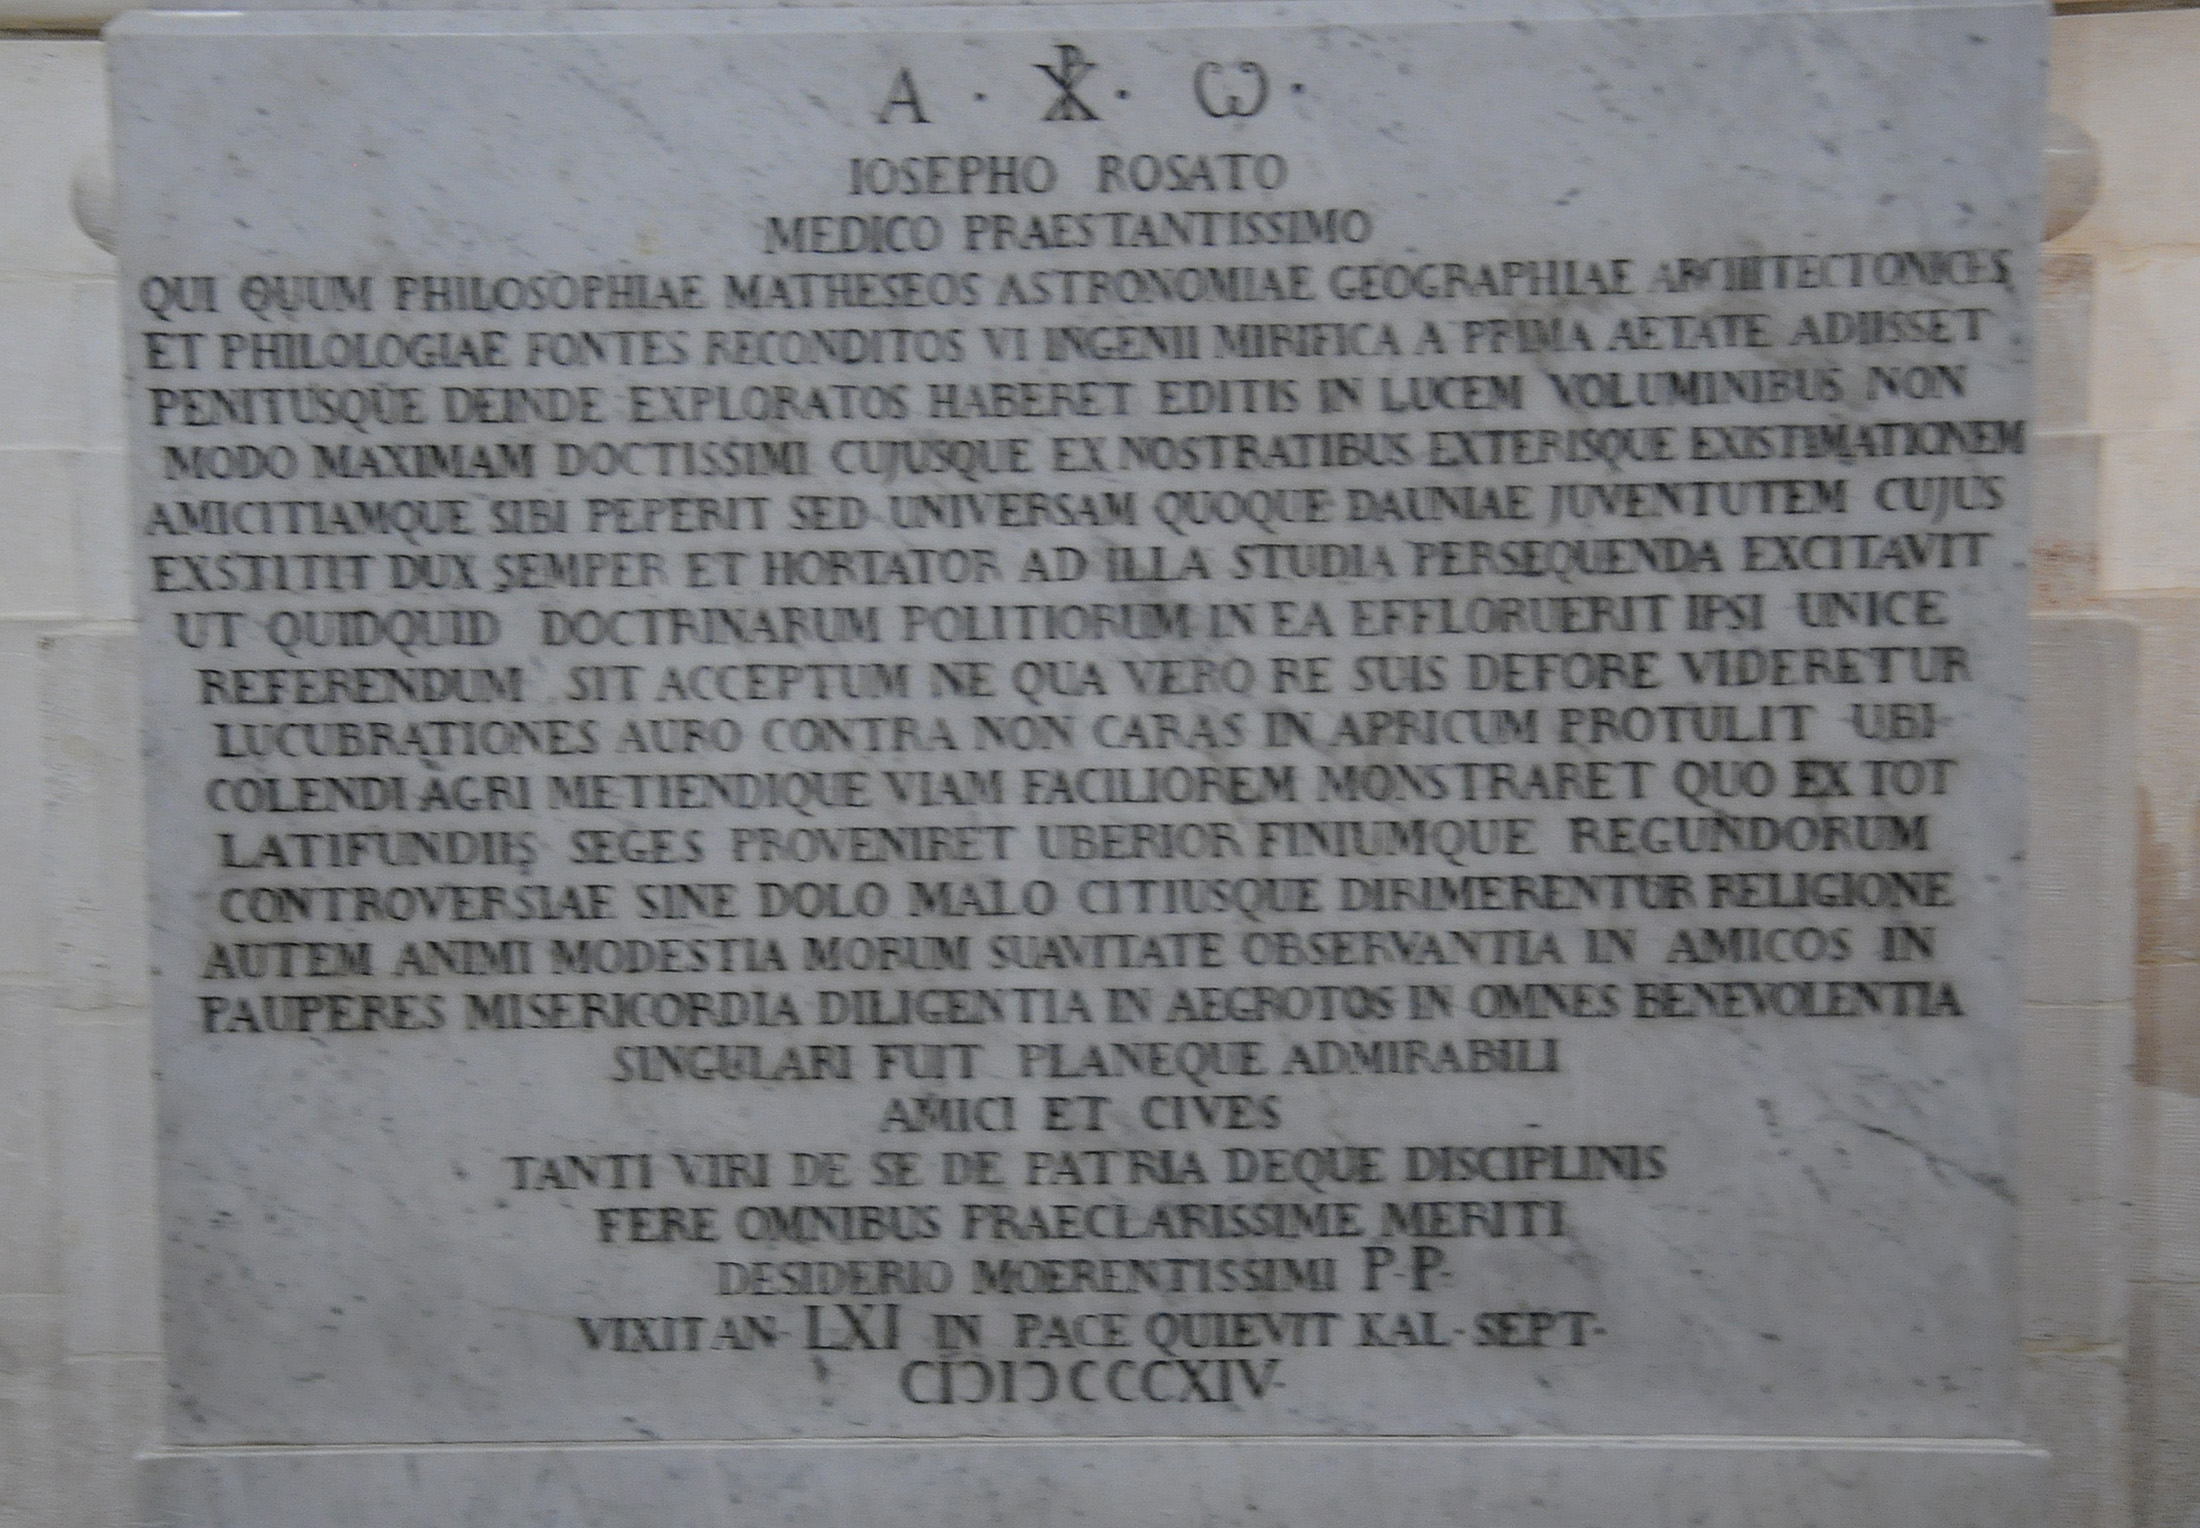 A · ☧ · Ѡ ·
IOSEPHO ROSATO
MEDICO PRAESTANTISSIMO
QUI QUUM PHILOSOPHIAE MATHESEOS ASTRONOMIAE GEOGRAPHIAE ARCHITECTONICES
ET PHILOLOGIAE FONTES RECONDITOS VI INGENII MIRIFICA A PRIMA AETATE ADIISSET
PENITUSQUE DEINDE EXPLORATOS HABERET EDITIS IN LUCEM VOLUMINIBUS NON
MODO MAXIMAM DOCTISSIMI CUJUSQUE EX NOSTRATIBUS EXTERISQUE EXISTIMATIONEM
AMICITIAMQUE SIBI PEPERIT SED UNIVERSAM QUOQUE DAUNIAE JUVENTUTEM CUJUS
EXSTITIT DUX SEMPER ET HORTATOR AD ILLA STUDIA PERSEQUENDA EXCITAVIT
UT QUIDQUID DOCTRINARUM POLITIORUM IN EA EFFLORUERIT IPSI UNICE
REFERENDUM SIT ACCEPTUM NE QUA VERO RE SUIS DEFORE VIDERETUR
LUCUBRATIONES AURO CONTRA NON CARAS IN APRICUM PROTULIT UBI
COLENDI AGRI METIENDIQUE VIAM FACILIOREM MONSTRARET QUO EX TOT
LATIFUNDIIS SEGES PROVENIRET UBERIOR FINIUMQUE REGUNDORUM
CONTROVERSIAE SINE DOLO MALO CITIUSQUE DIRIMERENTUR RELIGIONE
AUTEM ANIMI MODESTIA MORUM SUAVITATE OBSERVANTIA IN AMICOS IN
PAUPERES MISERICORDIA DILIGENTIA IN AEGROTOS IN OMNES BENEVOLENTIA
SINGULARI FUIT PLANEQUE ADMIRABILI
AMICI ET CIVES
TANTI VIRI DE SE DE PATRIA DEQUE DISCIPLINIS
FERE OMNIBUS PRAECLARISSIME MERITI
DESIDERIO MOERENTISSIMI P·P·
VIXIT AN· LXI IN PACE QUIEVIT KAL· SEPT·
CIƆIƆCCCXIV·